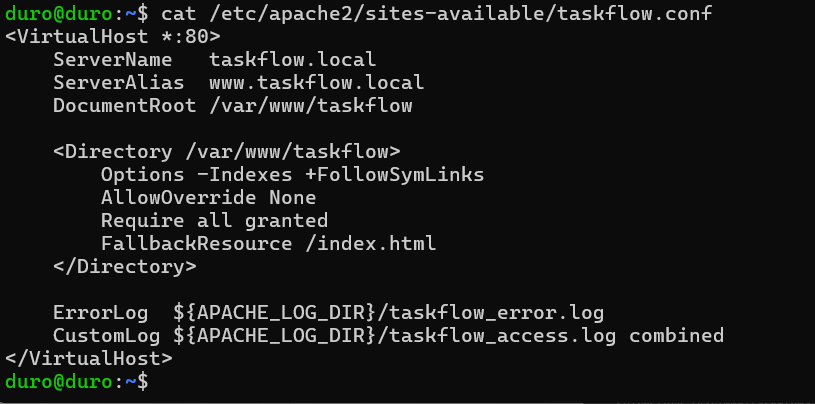 duro@duro:~$ cat /etc/apache2/sites-available/taskflow.conf
<VirtualHost *:80>
    ServerName   taskflow.local
    ServerAlias  www.taskflow.local
    DocumentRoot /var/www/taskflow

    <Directory /var/www/taskflow>
        Options -Indexes +FollowSymLinks
        AllowOverride None
        Require all granted
        FallbackResource /index.html
    </Directory>

    ErrorLog  ${APACHE_LOG_DIR}/taskflow_error.log
    CustomLog ${APACHE_LOG_DIR}/taskflow_access.log combined
</VirtualHost>
duro@duro:~$